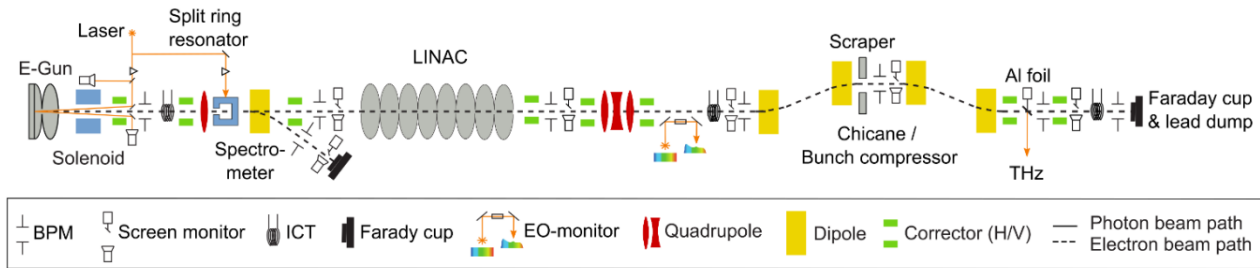 Laser
Split ring
resonator
E-Gun
LINAC
Scraper
Al foil
Faraday cup
& lead dump
Solenoid
Spectro-
meter
Chicane /
Bunch compressor
THz
BPM
Screen monitor
ICT
Farady cup
EO-monitor
Quadrupole
Dipole
Corrector (H/V)
Photon beam path
Electron beam path